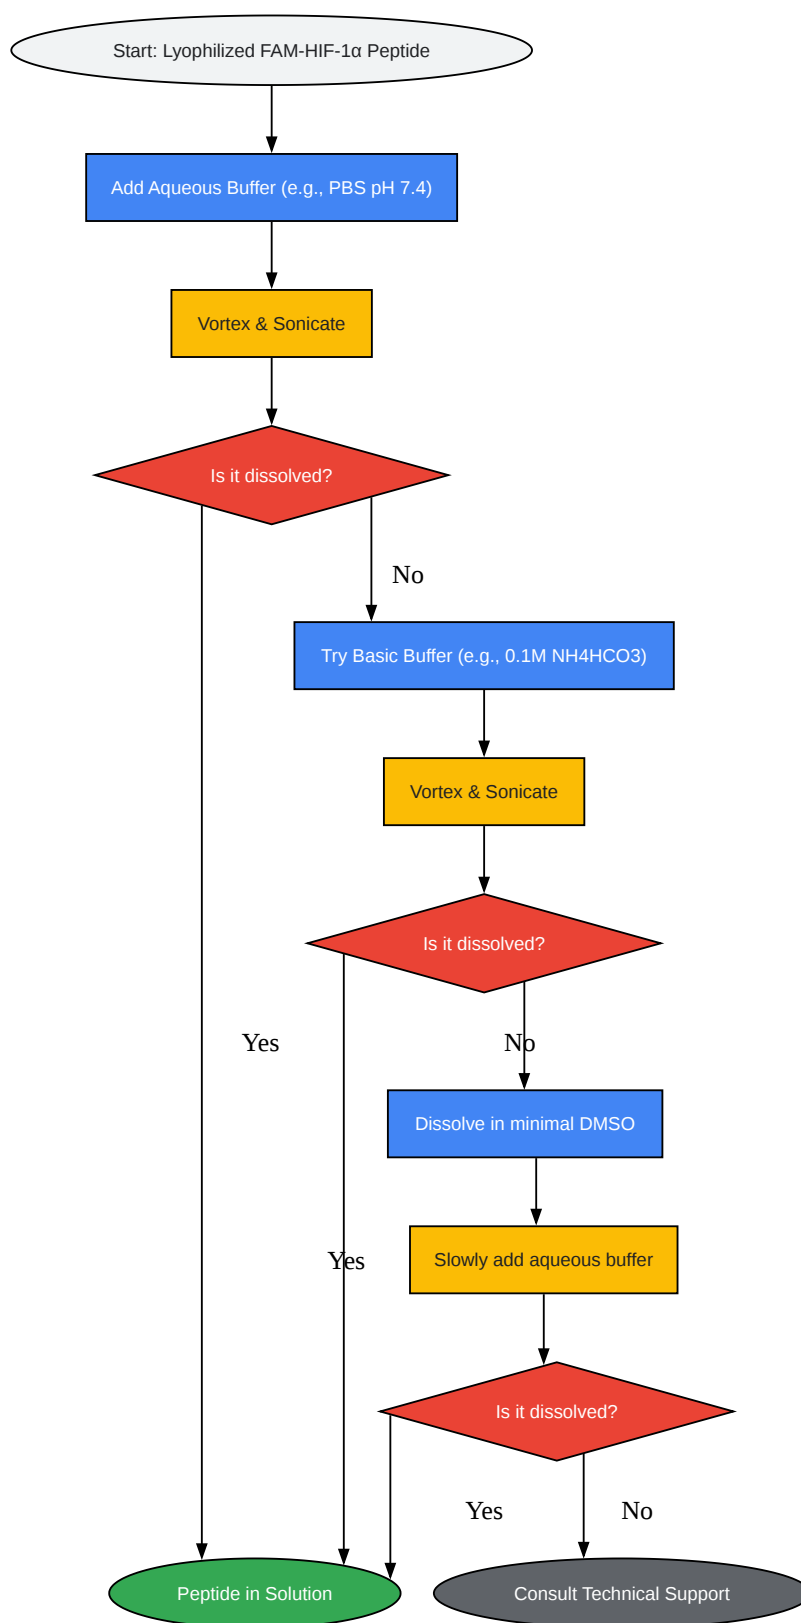 Start: Lyophilized FAM-HIF-1α Peptide
Add Aqueous Buffer (e.g., PBS pH 7.4)
Vortex & Sonicate
Is it dissolved?
No
Try Basic Buffer (e.g., 0.1M NH4HCO3)
Vortex & Sonicate
Is it dissolved?
Yes
No
Dissolve in minimal DMSO
Slowly add aqueous buffer
Yes
Is it dissolved?
Yes
No
Peptide in Solution
Consult Technical Support